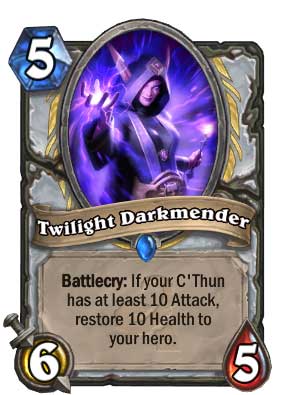 5
Twilight Darkmender
Battlecry: If your C'Thun
has at least 10 Attack,
restore 10 Health to
your hero.
6
5